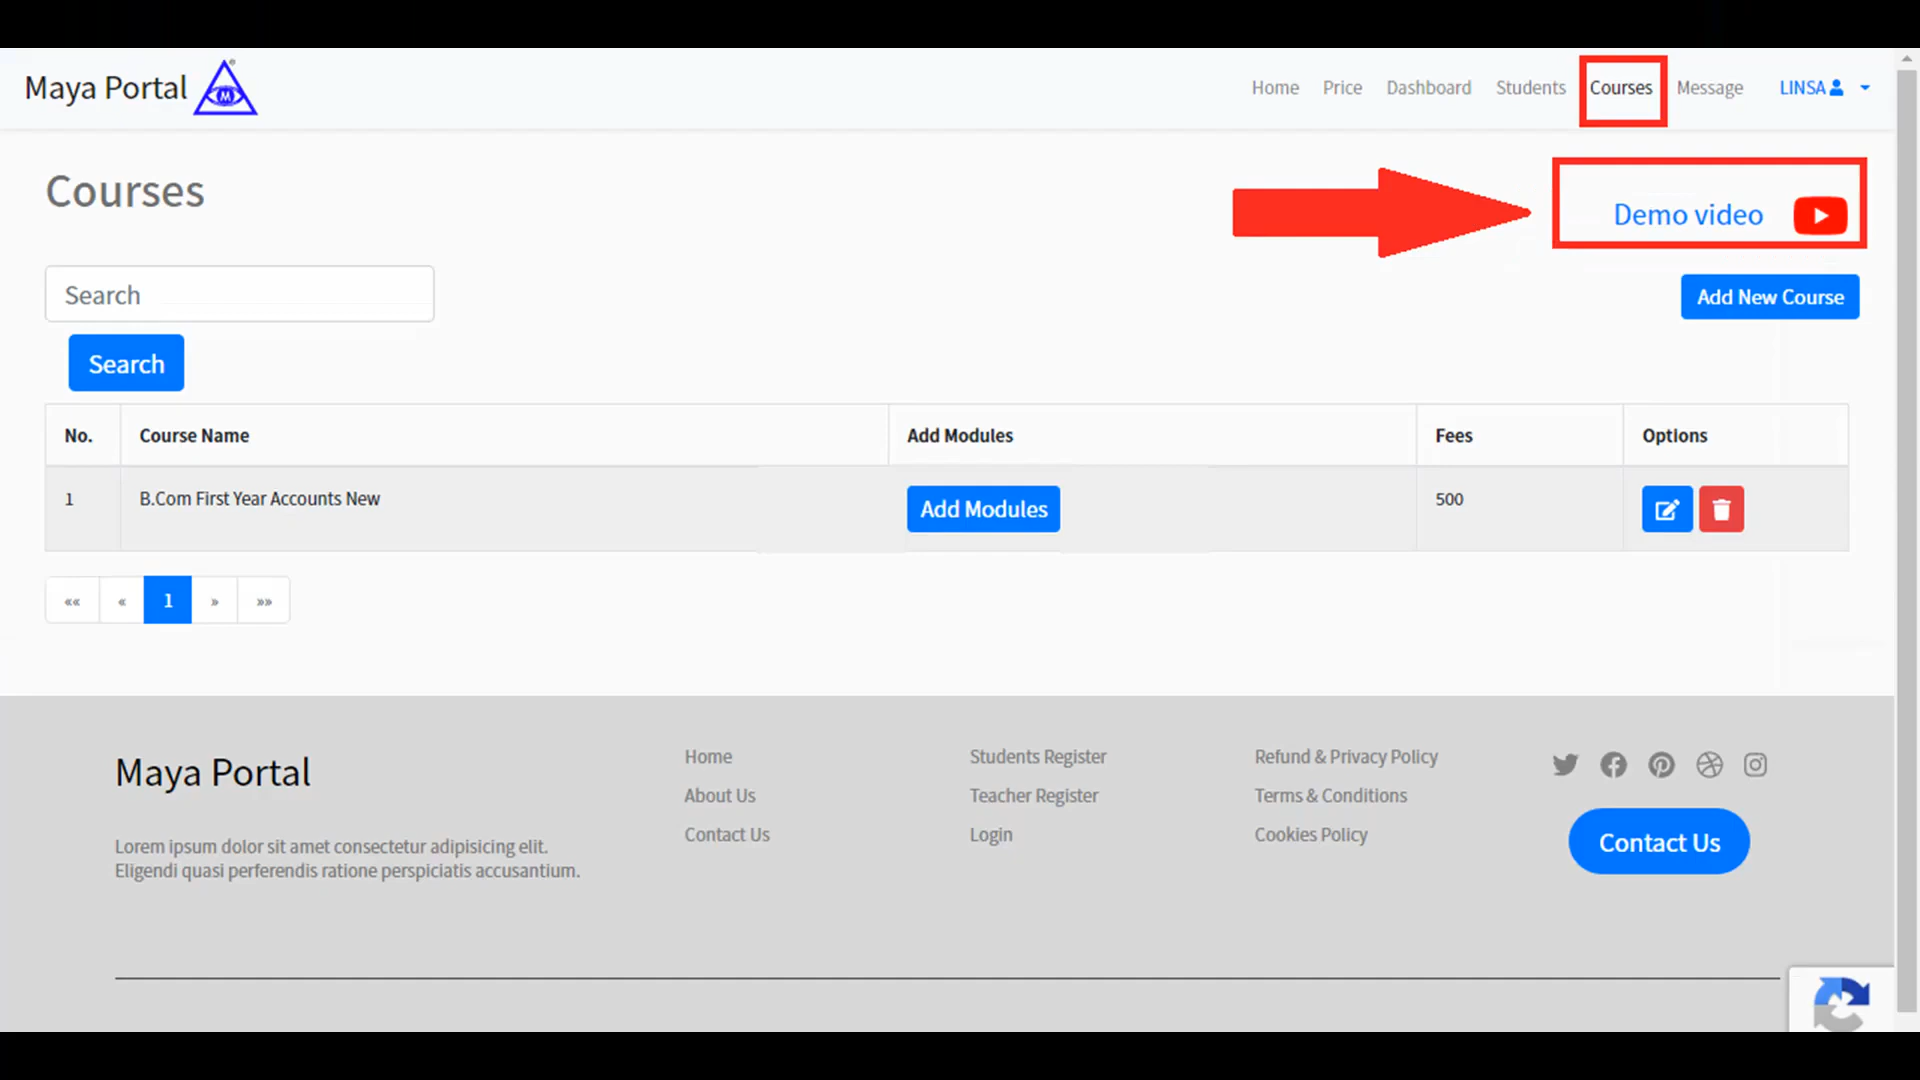 Maya Portal
M
Home Price Dashboard Students Courses Message LINSA
Courses
Demo video
Search
Add New Course
Search
No. Course Name Add Modules Fees Options
1 B.Com First Year Accounts New Add Modules 500
«« « 1 » »»
Maya Portal
Lorem ipsum dolor sit amet consectetur adipisicing elit.
Eligendi quasi perferendis ratione perspiciatis accusantium.
Home
About Us
Contact Us
Students Register
Teacher Register
Login
Refund & Privacy Policy
Terms & Conditions
Cookies Policy
Contact Us